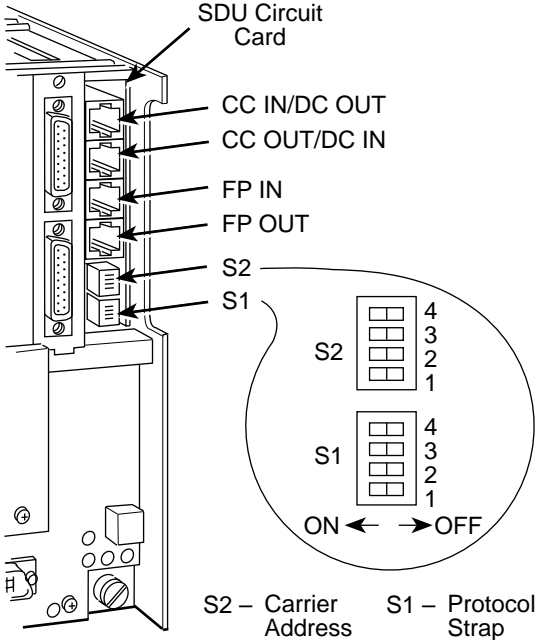 SDU Circuit
Card
CC IN/DC OUT
CC OUT/DC IN
FP IN
FP OUT
S2
S1
S2
4
3
2
1
S1
4
3
2
1
ON OFF
S2 – Carrier
Address
S1 – Protocol
Strap